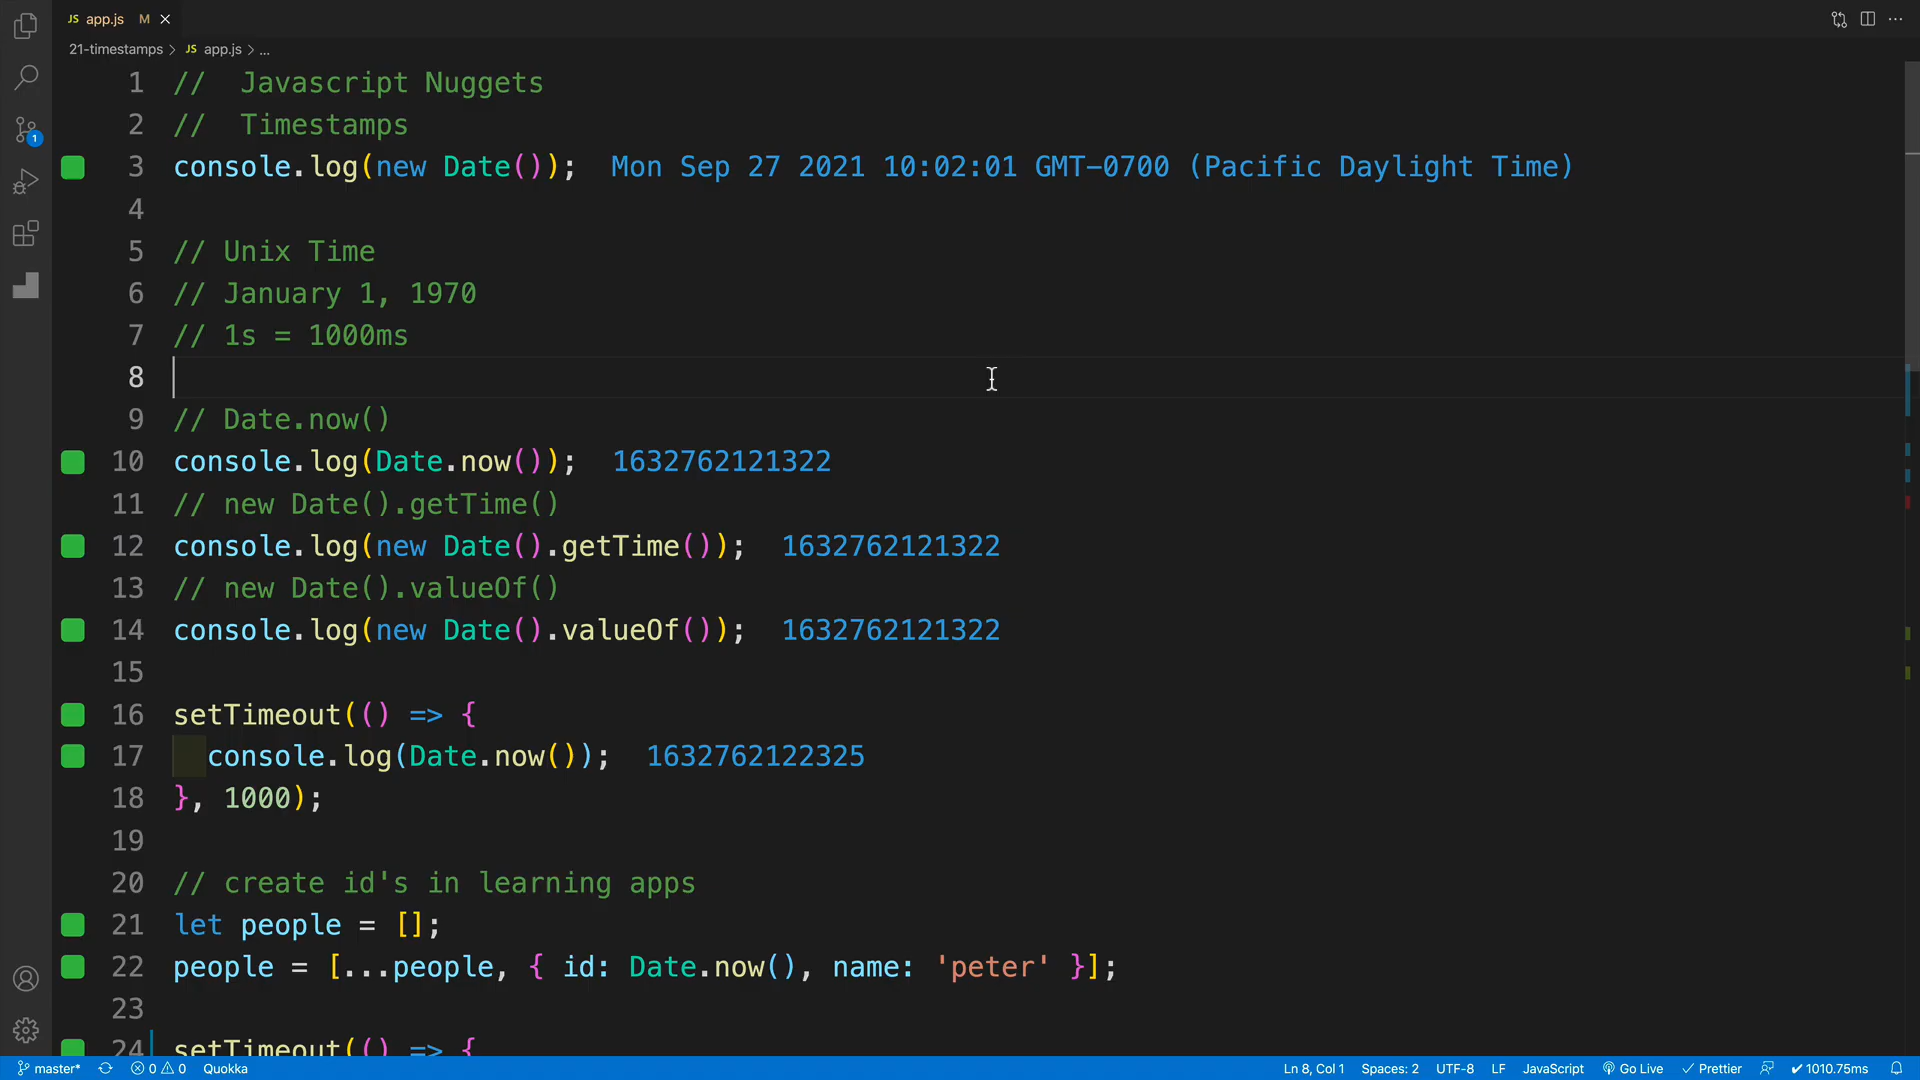 JS app.js M
21-timestamps > JS app.js > ...
1 //  Javascript Nuggets
2 //  Timestamps
3 console.log(new Date()); Mon Sep 27 2021 10:02:01 GMT-0700 (Pacific Daylight Time)
4
5 // Unix Time
6 // January 1, 1970
7 // 1s = 1000ms
8
9 // Date.now()
10 console.log(Date.now()); 1632762121322
11 // new Date().getTime()
12 console.log(new Date().getTime()); 1632762121322
13 // new Date().valueOf()
14 console.log(new Date().valueOf()); 1632762121322
15
16 setTimeout(() => {
17   console.log(Date.now()); 1632762122325
18 }, 1000);
19
20 // create id's in learning apps
21 let people = [];
22 people = [...people, { id: Date.now(), name: 'peter' }];
23
24 setTimeout(() => {
1
master* 0 0 Quokka Ln 8, Col 1 Spaces: 2 UTF-8 LF JavaScript Go Live Prettier 1010.75ms